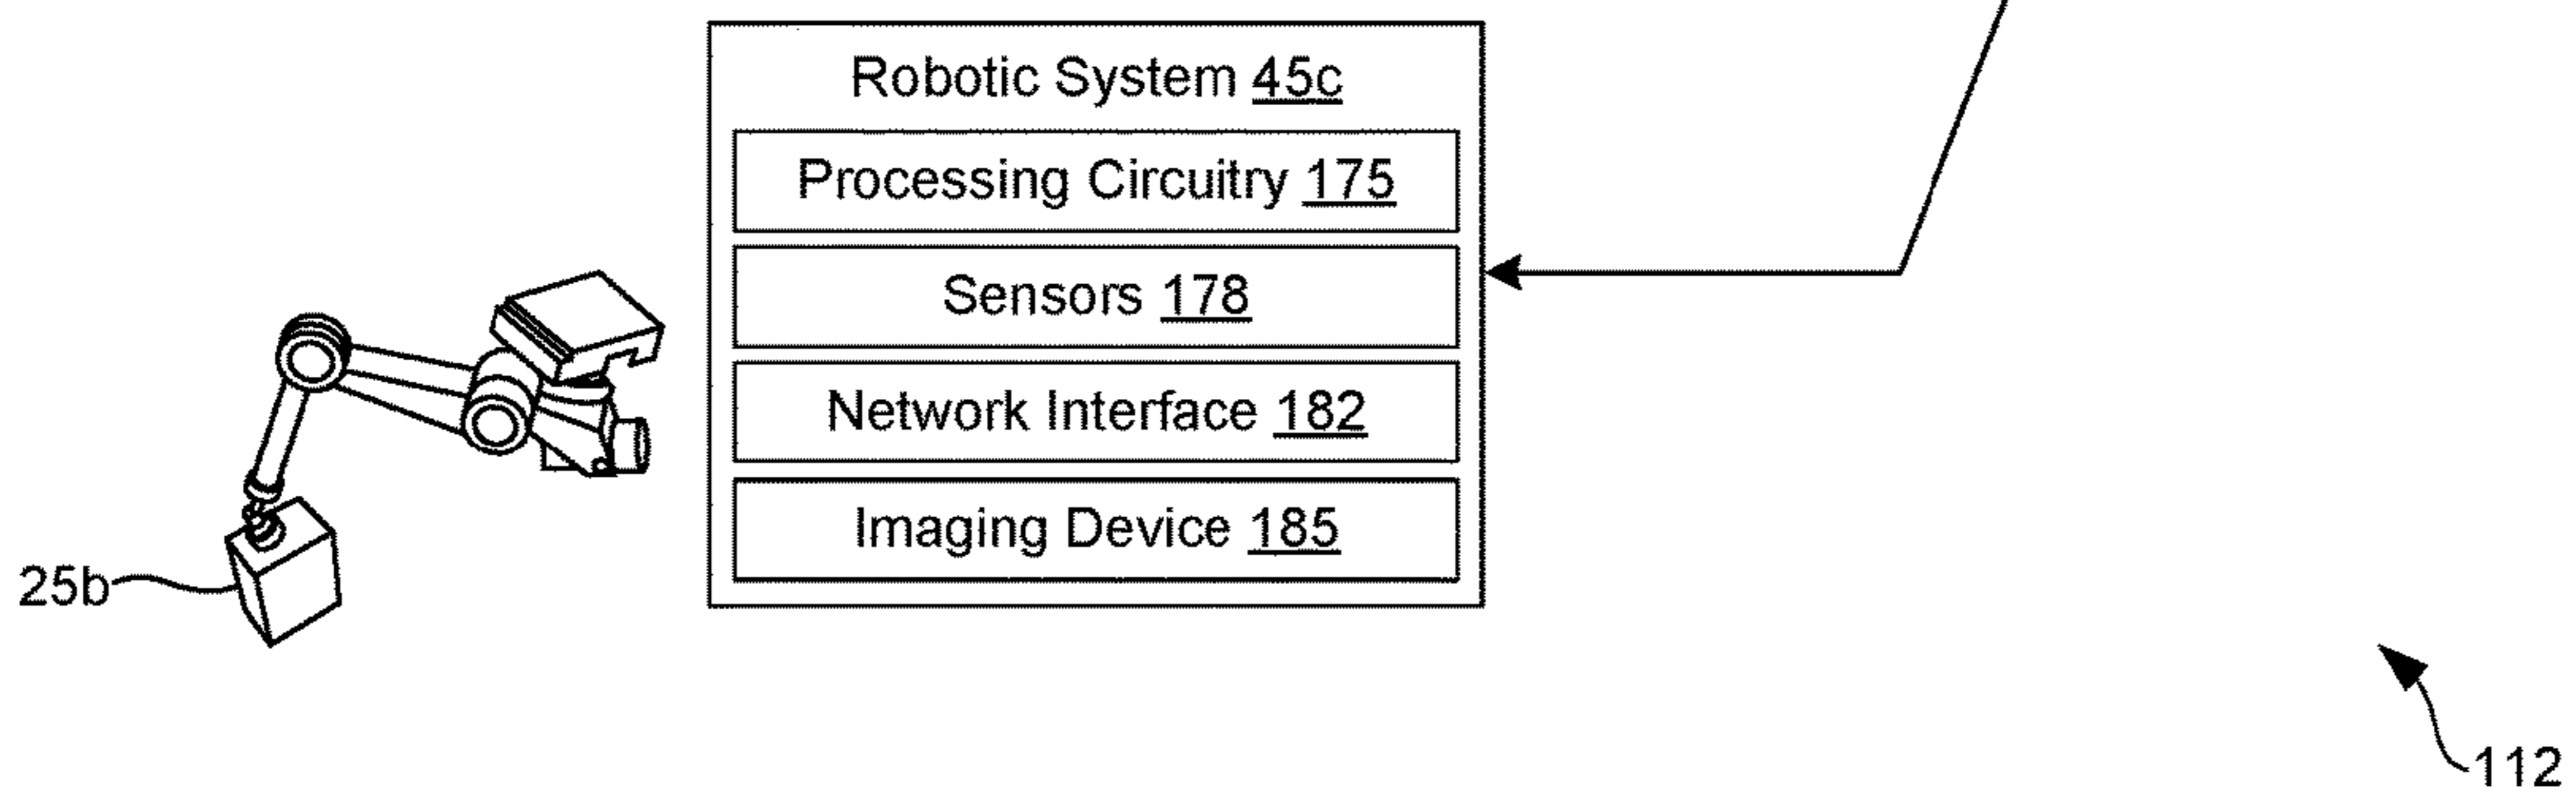 Robotic System 45c
Processing Circuitry 175
Sensors 178
Network Interface 182
Imaging Device 185
25b
112